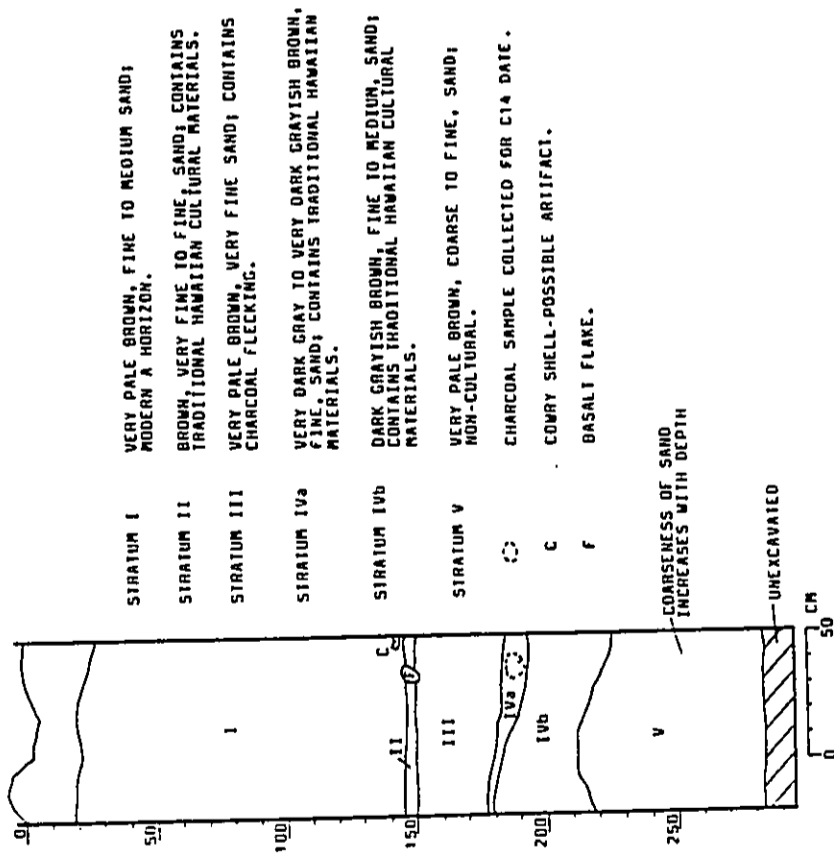 STRATUM I
VERY PALE BROWN, FINE TO MEDIUM SAND;
MODERN A HORIZON.
STRATUM II
BROWN, VERY FINE TO FINE, SAND; CONTAINS
TRADITIONAL HAWAIIAN CULTURAL MATERIALS.
STRATUM III
VERY PALE BROWN, VERY FINE SAND; CONTAINS
CHARCOAL FLECKING.
STRATUM IVa
VERY DARK GRAY TO VERY DARK GRAYISH BROWN,
FINE, SAND; CONTAINS TRADITIONAL HAWAIIAN
MATERIALS.
STRATUM IVb
DARK GRAYISH BROWN, FINE TO MEDIUM, SAND;
CONTAINS TRADITIONAL HAWAIIAN CULTURAL
MATERIALS.
STRATUM V
VERY PALE BROWN, COARSE TO FINE, SAND;
NON-CULTURAL.
CHARCOAL SAMPLE COLLECTED FOR C14 DATE.
C
COWRY SHELL-POSSIBLE ARTIFACT.
F
BASALT FLAKE.
0
50
100
150
200
250
I
II
C
F
III
IVa
IVb
V
COARSENESS OF SAND
INCREASES WITH DEPTH
UNEXCAVATED
0
50
CM